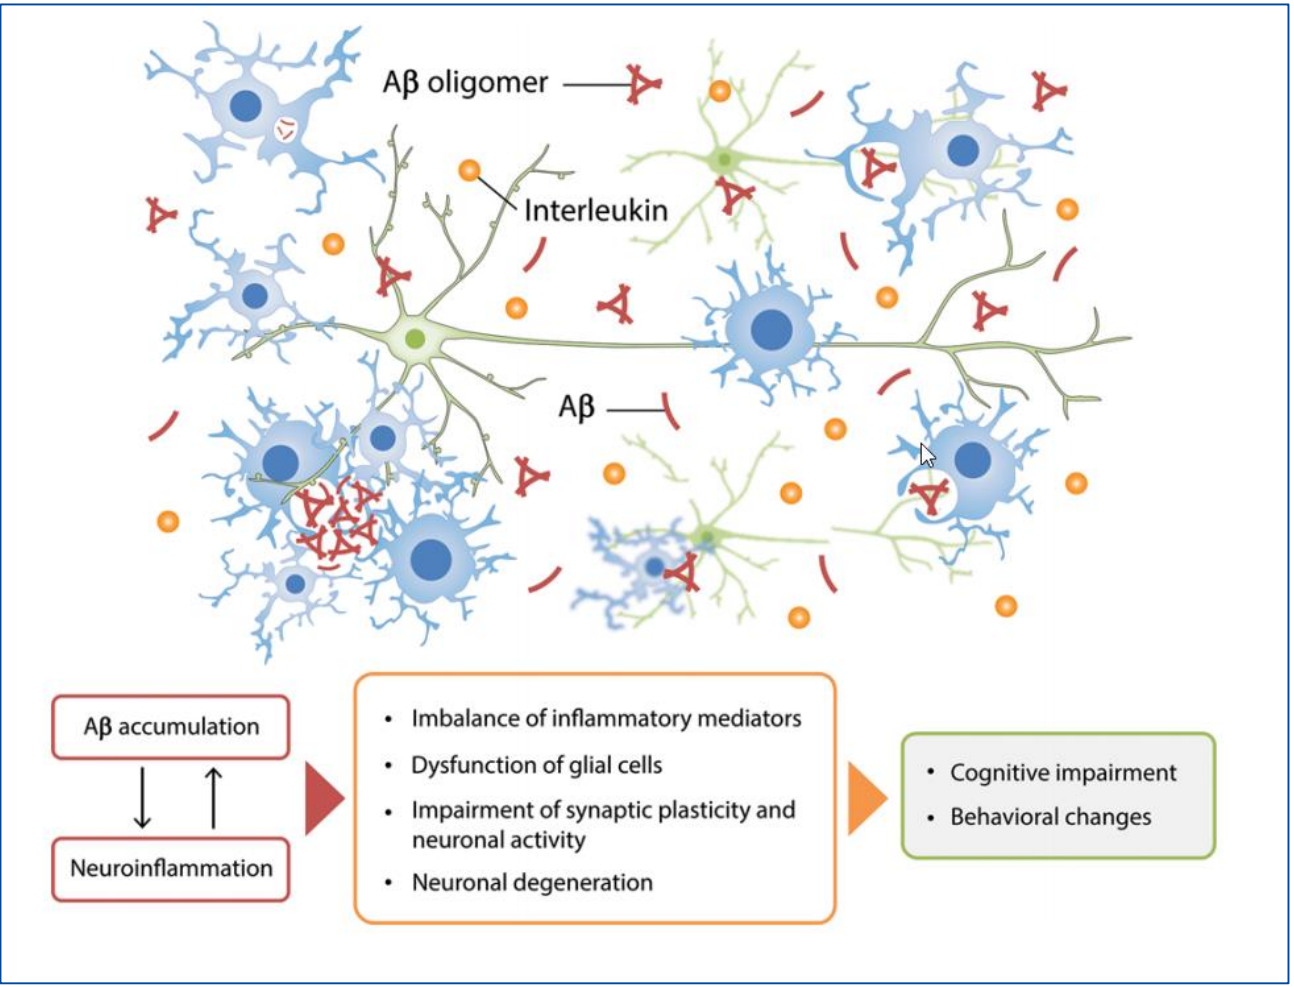 Aβ oligomer
Interleukin
Aβ
Aβ accumulation
Neuroinflammation
• Imbalance of inflammatory mediators
• Dysfunction of glial cells
• Impairment of synaptic plasticity and
neuronal activity
• Neuronal degeneration
• Cognitive impairment
• Behavioral changes